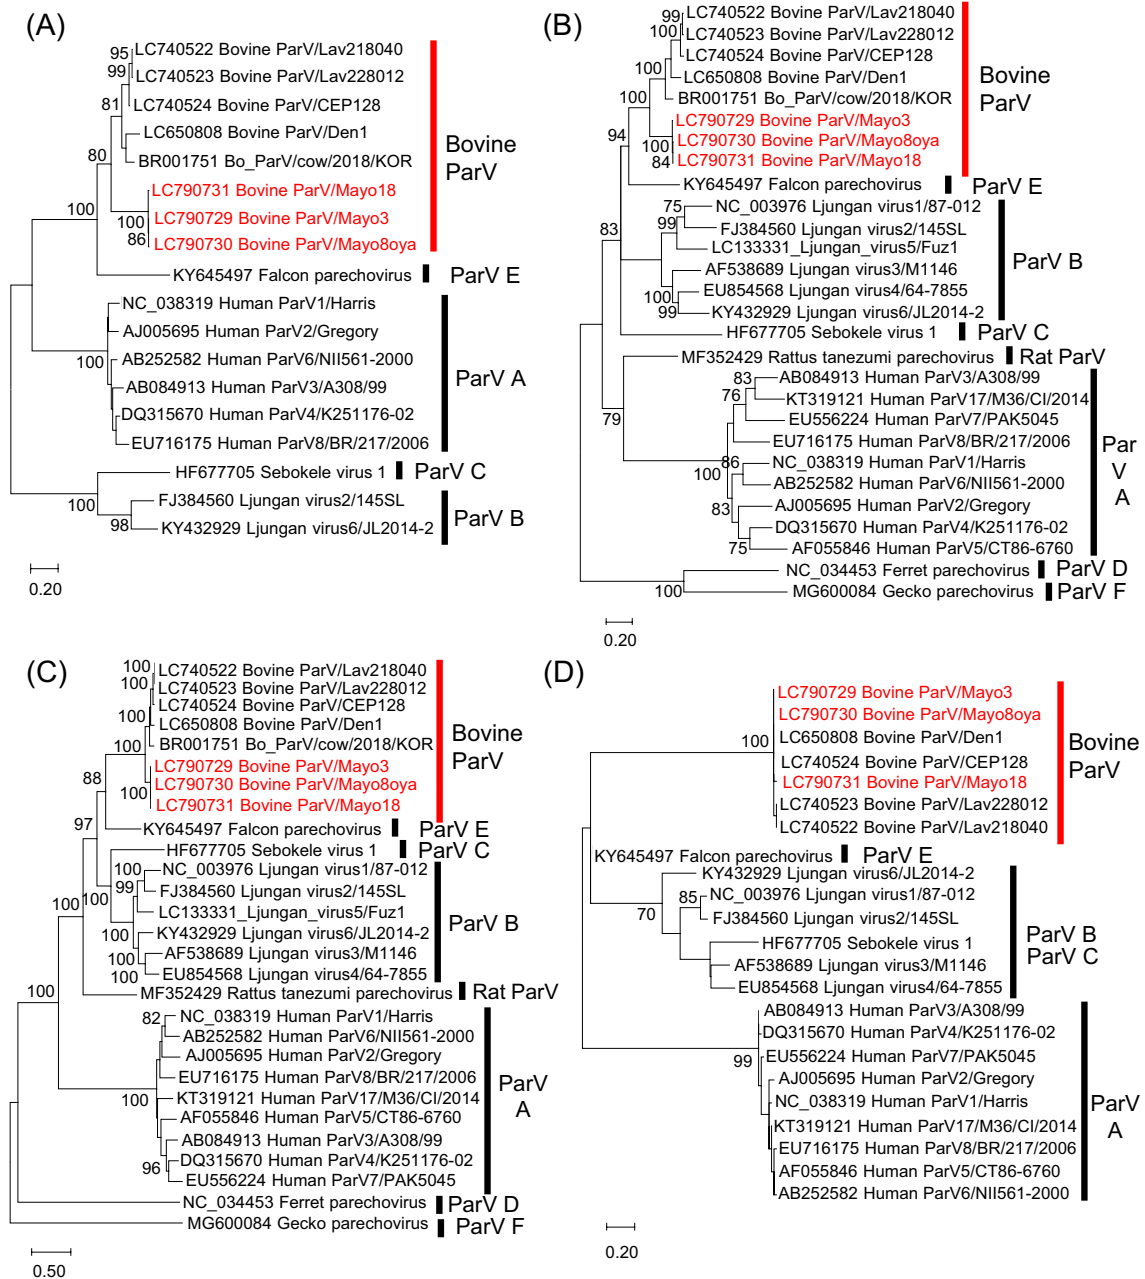 (A)
95
LC740522 Bovine ParV/Lav218040
99
LC740523 Bovine ParV/Lav228012
81
LC740524 Bovine ParV/CEP128
LC650808 Bovine ParV/Den1
80
BR001751 Bo_ParV/cow/2018/KOR
LC790731 Bovine ParV/Mayo18
100
100
LC790729 Bovine ParV/Mayo3
86
LC790730 Bovine ParV/Mayo8oya
Bovine
ParV
KY645497 Falcon parechovirus
ParV E
NC_038319 Human ParV1/Harris
AJ005695 Human ParV2/Gregory
100
AB252582 Human ParV6/NII561-2000
AB084913 Human ParV3/A308/99
DQ315670 Human ParV4/K251176-02
EU716175 Human ParV8/BR/217/2006
ParV A
HF677705 Sebokele virus 1
ParV C
100
FJ384560 Ljungan virus2/145SL
98
KY432929 Ljungan virus6/JL2014-2
ParV B
0.20
(B)
99
LC740522 Bovine ParV/Lav218040
100
LC740523 Bovine ParV/Lav228012
LC740524 Bovine ParV/CEP128
100
LC650808 Bovine ParV/Den1
100
BR001751 Bo_ParV/cow/2018/KOR
LC790729 Bovine ParV/Mayo3
94
100
LC790730 Bovine ParV/Mayo8oya
84
LC790731 Bovine ParV/Mayo18
Bovine
ParV
KY645497 Falcon parechovirus
ParV E
75
NC_003976 Ljungan virus1/87-012
83
99
FJ384560 Ljungan virus2/145SL
LC133331_Ljungan_virus5/Fuz1
AF538689 Ljungan virus3/M1146
100
EU854568 Ljungan virus4/64-7855
99
KY432929 Ljungan virus6/JL2014-2
ParV B
HF677705 Sebokele virus 1
ParV C
MF352429 Rattus tanezumi parechovirus
Rat ParV
83
AB084913 Human ParV3/A308/99
76
KT319121 Human ParV17/M36/CI/2014
79
EU556224 Human ParV7/PAK5045
EU716175 Human ParV8/BR/217/2006
86
NC_038319 Human ParV1/Harris
100
AB252582 Human ParV6/NII561-2000
83
AJ005695 Human ParV2/Gregory
DQ315670 Human ParV4/K251176-02
75
AF055846 Human ParV5/CT86-6760
Par
V
A
NC_034453 Ferret parechovirus
ParV D
100
MG600084 Gecko parechovirus
ParV F
0.20
(C)
100
LC740522 Bovine ParV/Lav218040
100
LC740523 Bovine ParV/Lav228012
LC740524 Bovine ParV/CEP128
100
LC650808 Bovine ParV/Den1
100
BR001751 Bo_ParV/cow/2018/KOR
LC790729 Bovine ParV/Mayo3
88
100
LC790730 Bovine ParV/Mayo8oya
LC790731 Bovine ParV/Mayo18
Bovine
ParV
97
KY645497 Falcon parechovirus
ParV E
HF677705 Sebokele virus 1
ParV C
100
NC_003976 Ljungan virus1/87-012
100
99
FJ384560 Ljungan virus2/145SL
LC133331_Ljungan_virus5/Fuz1
100
KY432929 Ljungan virus6/JL2014-2
100
AF538689 Ljungan virus3/M1146
100
EU854568 Ljungan virus4/64-7855
ParV B
100
MF352429 Rattus tanezumi parechovirus
Rat ParV
82
NC_038319 Human ParV1/Harris
AB252582 Human ParV6/NII561-2000
AJ005695 Human ParV2/Gregory
EU716175 Human ParV8/BR/217/2006
100
KT319121 Human ParV17/M36/CI/2014
AF055846 Human ParV5/CT86-6760
AB084913 Human ParV3/A308/99
96
DQ315670 Human ParV4/K251176-02
EU556224 Human ParV7/PAK5045
ParV
A
NC_034453 Ferret parechovirus
ParV D
MG600084 Gecko parechovirus
ParV F
0.50
(D)
LC790729 Bovine ParV/Mayo3
LC790730 Bovine ParV/Mayo8oya
100
LC650808 Bovine ParV/Den1
LC740524 Bovine ParV/CEP128
LC790731 Bovine ParV/Mayo18
LC740523 Bovine ParV/Lav228012
LC740522 Bovine ParV/Lav218040
Bovine
ParV
KY645497 Falcon parechovirus
ParV E
KY432929 Ljungan virus6/JL2014-2
85
NC_003976 Ljungan virus1/87-012
70
FJ384560 Ljungan virus2/145SL
HF677705 Sebokele virus 1
AF538689 Ljungan virus3/M1146
EU854568 Ljungan virus4/64-7855
ParV B
ParV C
AB084913 Human ParV3/A308/99
DQ315670 Human ParV4/K251176-02
99
EU556224 Human ParV7/PAK5045
AJ005695 Human ParV2/Gregory
NC_038319 Human ParV1/Harris
KT319121 Human ParV17/M36/CI/2014
EU716175 Human ParV8/BR/217/2006
AF055846 Human ParV5/CT86-6760
AB252582 Human ParV6/NII561-2000
ParV
A
0.20